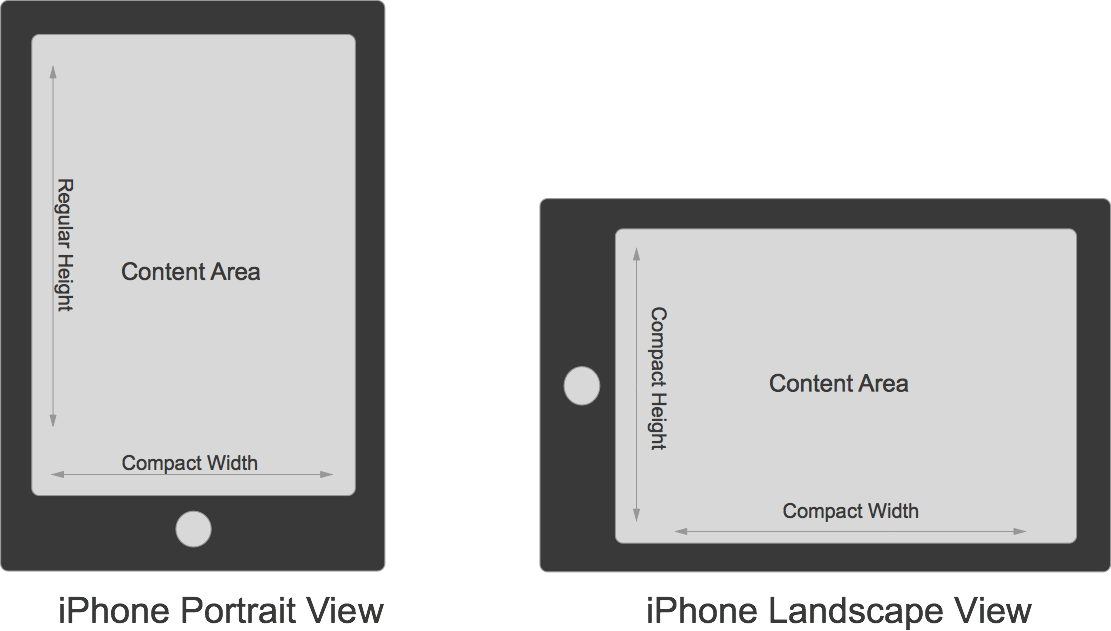 Regular Height
Content Area
Compact Width
iPhone Portrait View
Compact Height
Content Area
Compact Width
iPhone Landscape View